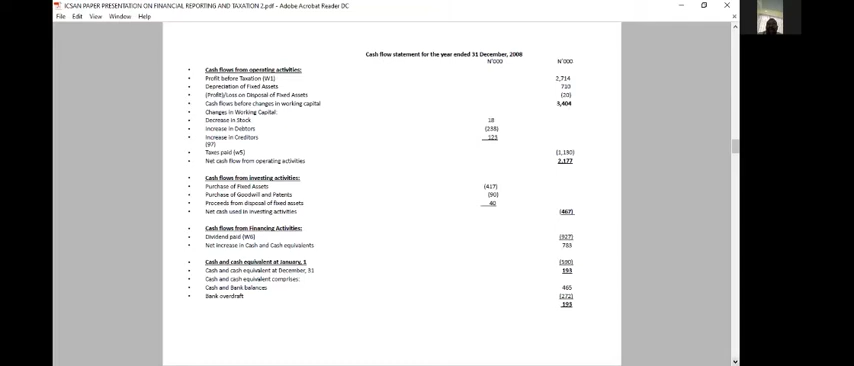 ICSAN PAPER PRESENTATION ON FINANCIAL REPORTING AND TAXATION 2.pdf - Adobe Acrobat Reader DC
File Edit View Window Help
Cash flow statement for the year ended 31 December, 2008
N'000 N'000
• Cash flows from operating activities:
• Profit before Taxation (W1) 2,714
• Depreciation of Fixed Assets 710
• (Profit)/Loss on Disposal of Fixed Assets (20)
• Cash flows before changes in working capital 3,404
• Changes in Working Capital:
• Decrease in Stock 18
• Increase in Debtors (238)
• Increase in Creditors 123
(97)
• Taxes paid (w5) (1,130)
• Net cash flow from operating activities 2,177
• Cash flows from investing activities:
• Purchase of Fixed Assets (417)
• Purchase of Goodwill and Patents (90)
• Proceeds from disposal of fixed assets 40
• Net cash used in investing activities (467)
• Cash flows from Financing Activities:
• Dividend paid (W6) (927)
• Net increase in Cash and Cash equivalents 783
• Cash and cash equivalent at January, 1 (590)
• Cash and cash equivalent at December, 31 193
• Cash and cash equivalent comprises:
• Cash and Bank balances 465
• Bank overdraft (272)
193